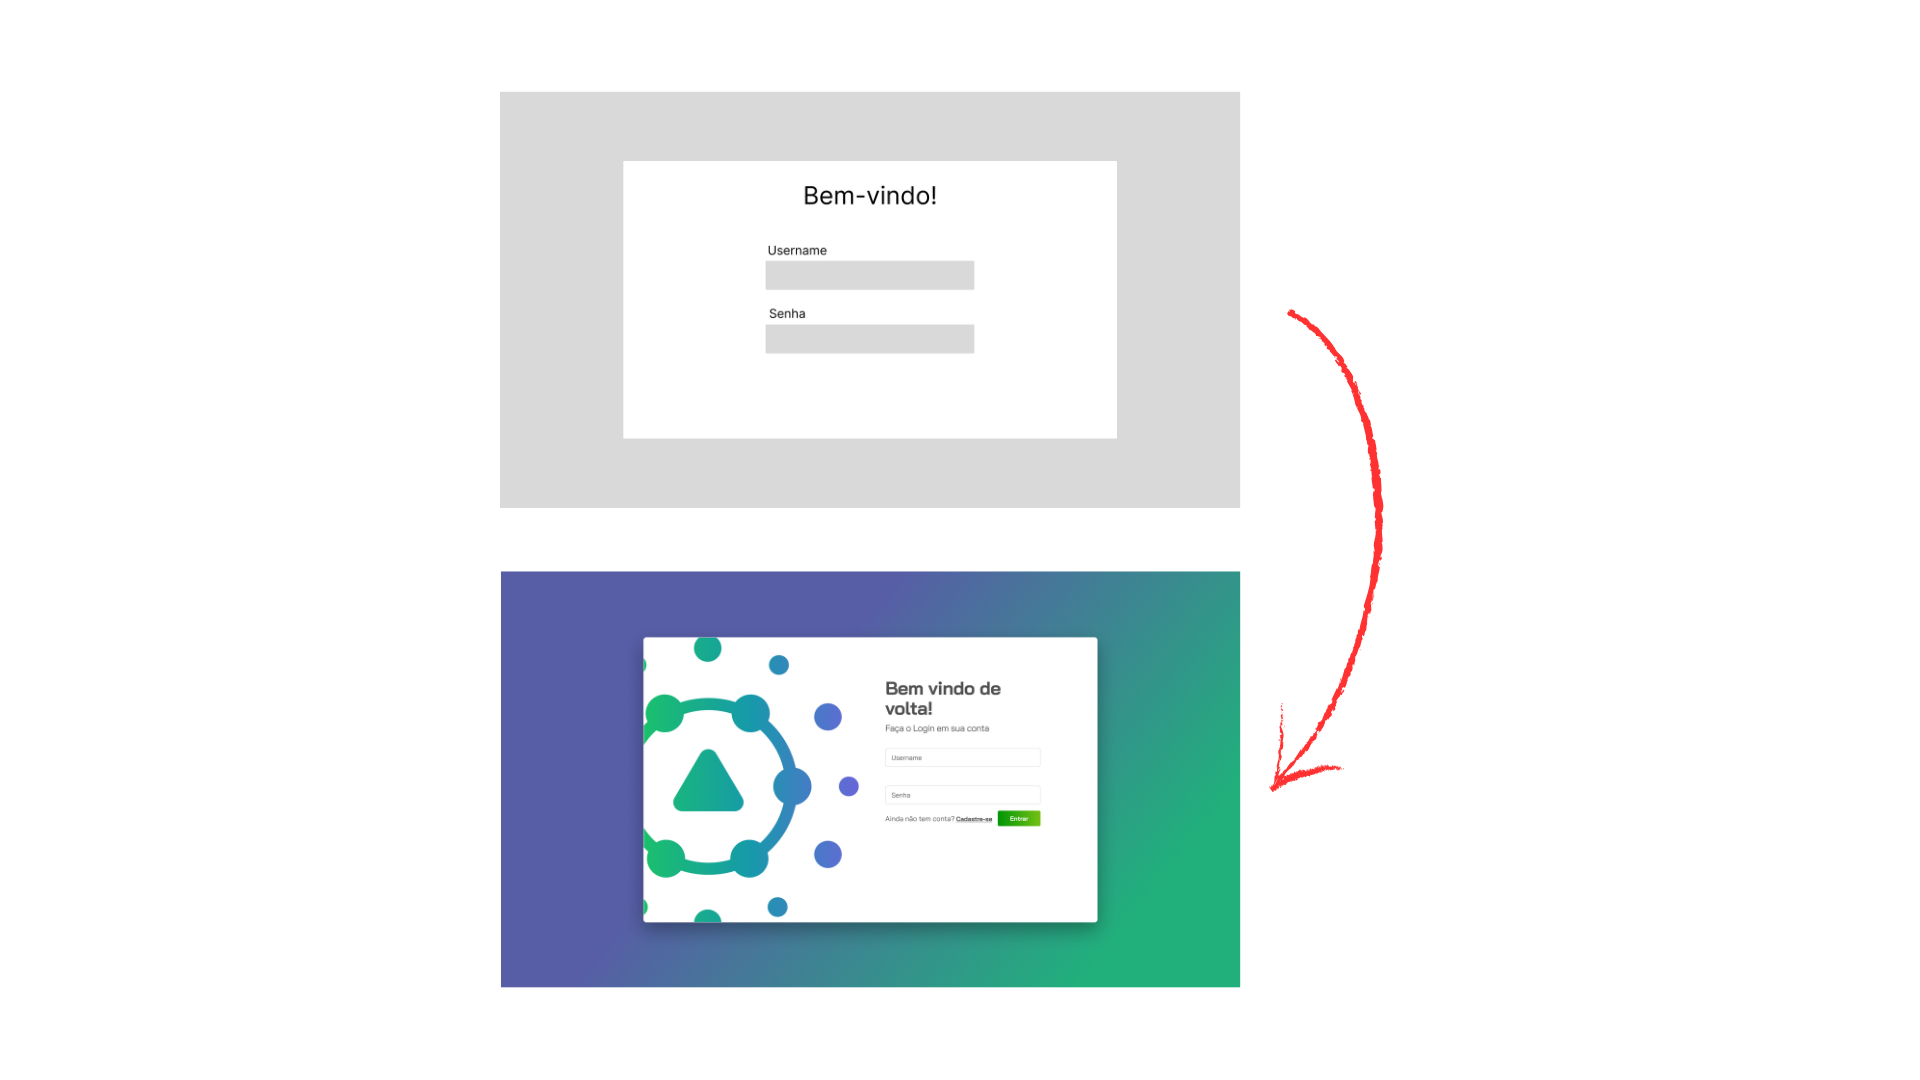 Bem-vindo!
Username
Senha
Bem vindo de
volta!
Faça o Login em sua conta
Username
Senha
Ainda não tem conta? Cadastre-se
Entrar